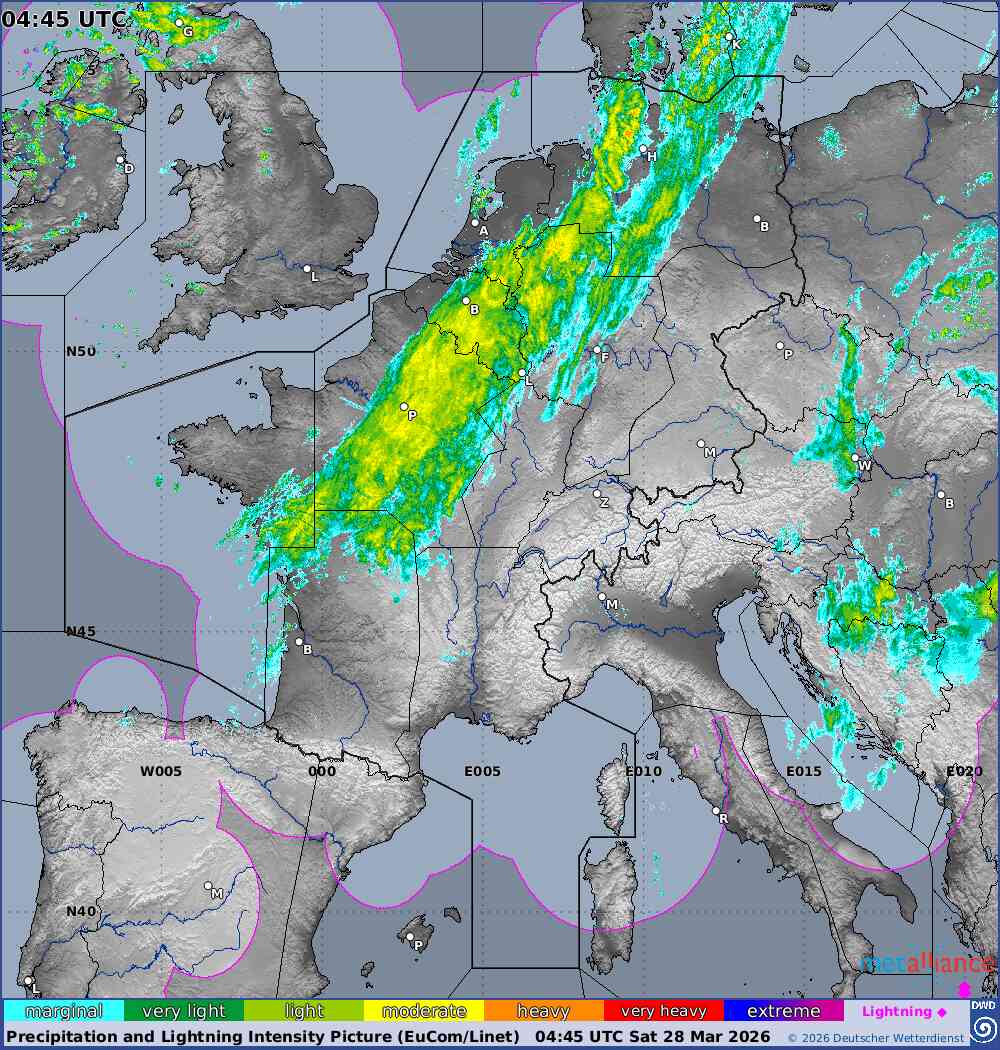 04:45 UTC
G
K
5
D
H
A
B
L
B
N50
F
P
L
P
M
W
Z
B
M
N45
B
W005
000
E005
E010
E015
E020
R
M
N40
P
L
metalliance
marginal very light light moderate heavy very heavy extreme Lightning DWD
Precipitation and Lightning Intensity Picture (EuCom/Linet) 04:45 UTC Sat 28 Mar 2026 © 2026 Deutscher Wetterdienst